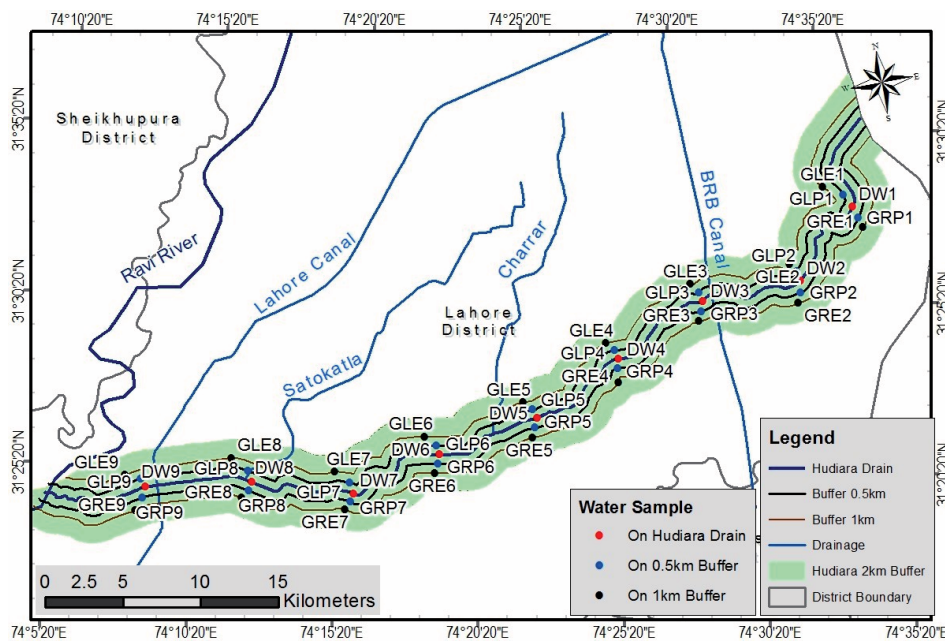 74°10'20"E 74°15'20"E 74°20'20"E 74°25'20"E 74°30'20"E 74°35'20"E
31°35'20"N
31°30'20"N
31°25'20"N
31°30'20"N
31°25'20"N
Sheikhupura
District
Ravi River
Lahore Canal
Satokatla
Charrar
Lahore
District
BRB Canal
N
E
S
W
GLE1
GLP1
DW1
GRE1
GRP1
GLP2
GLE2
DW2
GRP2
GRE2
GLE3
GLP3
DW3
GRE3
GRP3
GLE4
GLP4
DW4
GRE4
GRP4
GLE5
DW5
GLP5
GRP5
GRE5
GLE6
DW6
GLP6
GRP6
GRE6
GLE7
DW7
GLP7
GRP7
GRE7
GLE8
GLP8
DW8
GRE8
GRP8
GLE9
DW9
GLP9
GRE9
GRP9
0 2.5 5 10 15
Kilometers
Water Sample
On Hudiara Drain
On 0.5km Buffer
On 1km Buffer
Legend
Hudiara Drain
Buffer 0.5km
Buffer 1km
Drainage
Hudiara 2km Buffer
District Boundary
74°5'20"E 74°10'20"E 74°15'20"E 74°20'20"E 74°25'20"E 74°30'20"E 74°35'20"E